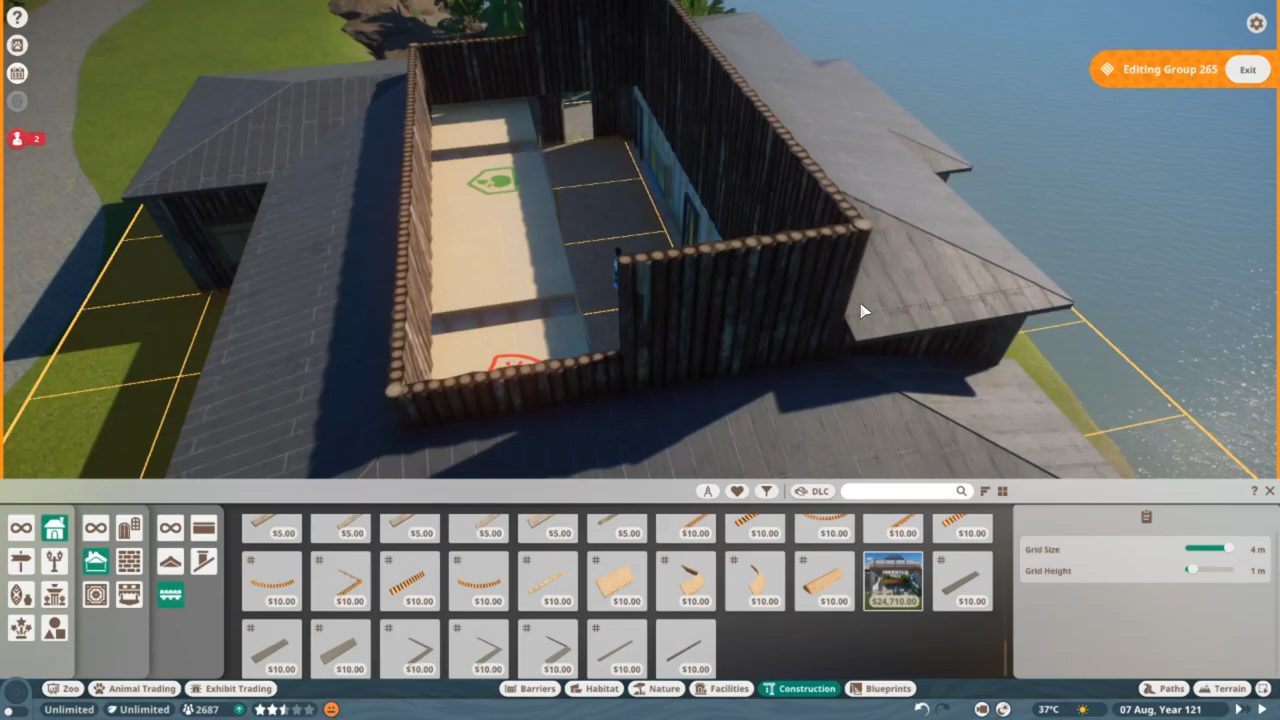 ?
Editing Group 265
Exit
2
DLC
? ×
$5.00 $5.00 $5.00 $5.00 $5.00 $5.00 $10.00 $10.00 $10.00 $10.00 $10.00
Grid Size 4 m
Grid Height 1 m
$10.00 $10.00 $10.00 $10.00 $10.00 $10.00 $10.00 $10.00 $10.00 $24,710.00 $10.00
$10.00 $10.00 $10.00 $10.00 $10.00 $10.00 $10.00
Zoo Animal Trading Exhibit Trading Barriers Habitat Nature Facilities Construction Blueprints Paths Terrain
Unlimited Unlimited 2687 37°C 07 Aug, Year 121